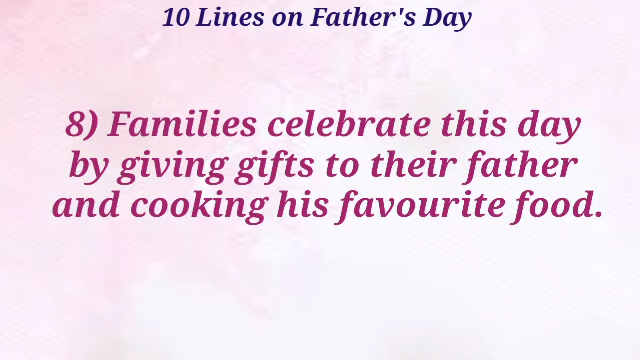 10 Lines on Father's Day
8) Families celebrate this day
by giving gifts to their father
and cooking his favourite food.